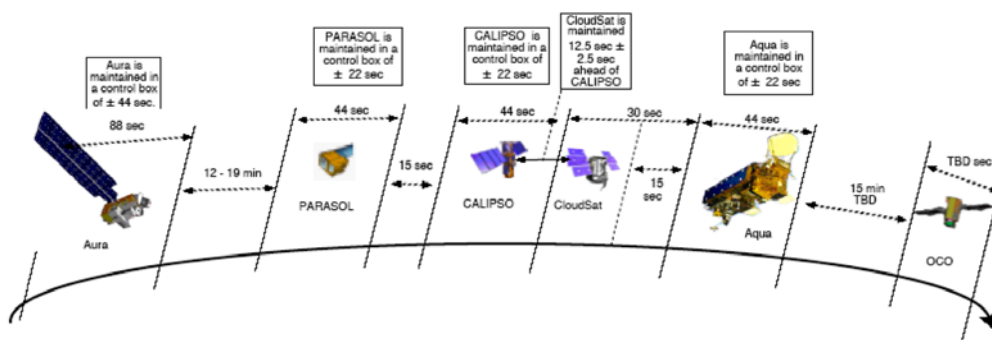 Aura is
maintained in
a control box
of ± 44 sec.
PARASOL is
maintained in a
control box of
± 22 sec
CALIPSO is
maintained in a
control box of
± 22 sec
CloudSat is
maintained
12.5 sec ±
2.5 sec
ahead of
CALIPSO
Aqua is
maintained in a
control box
of ± 22 sec
88 sec
12 - 19 min
44 sec
15 sec
44 sec
30 sec
15
sec
44 sec
15 min
TBD
TBD sec
Aura
PARASOL
CALIPSO
CloudSat
Aqua
OCO